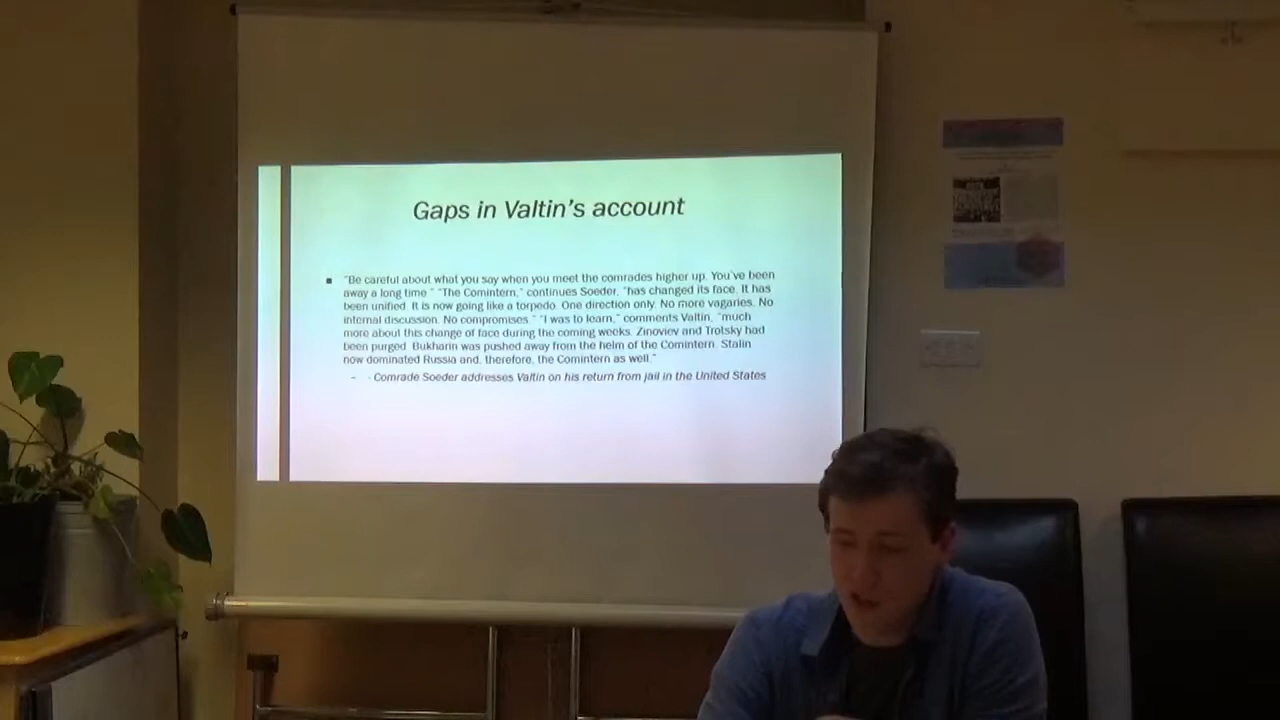 Gaps in Valtin's account
▪ "Be careful about what you say when you meet the comrades higher up. You've been
away a long time." "The Comintern," continues Soeder, "has changed its face. It has
been unified. It is now going like a torpedo. One direction only. No more vagaries. No
internal discussion. No compromises." "I was to learn," comments Valtin, "much
more about this change of face during the coming weeks. Zinoviev and Trotsky had
been purged. Bukharin was pushed away from the helm of the Comintern. Stalin
now dominated Russia and, therefore, the Comintern as well."
– - Comrade Soeder addresses Valtin on his return from jail in the United States